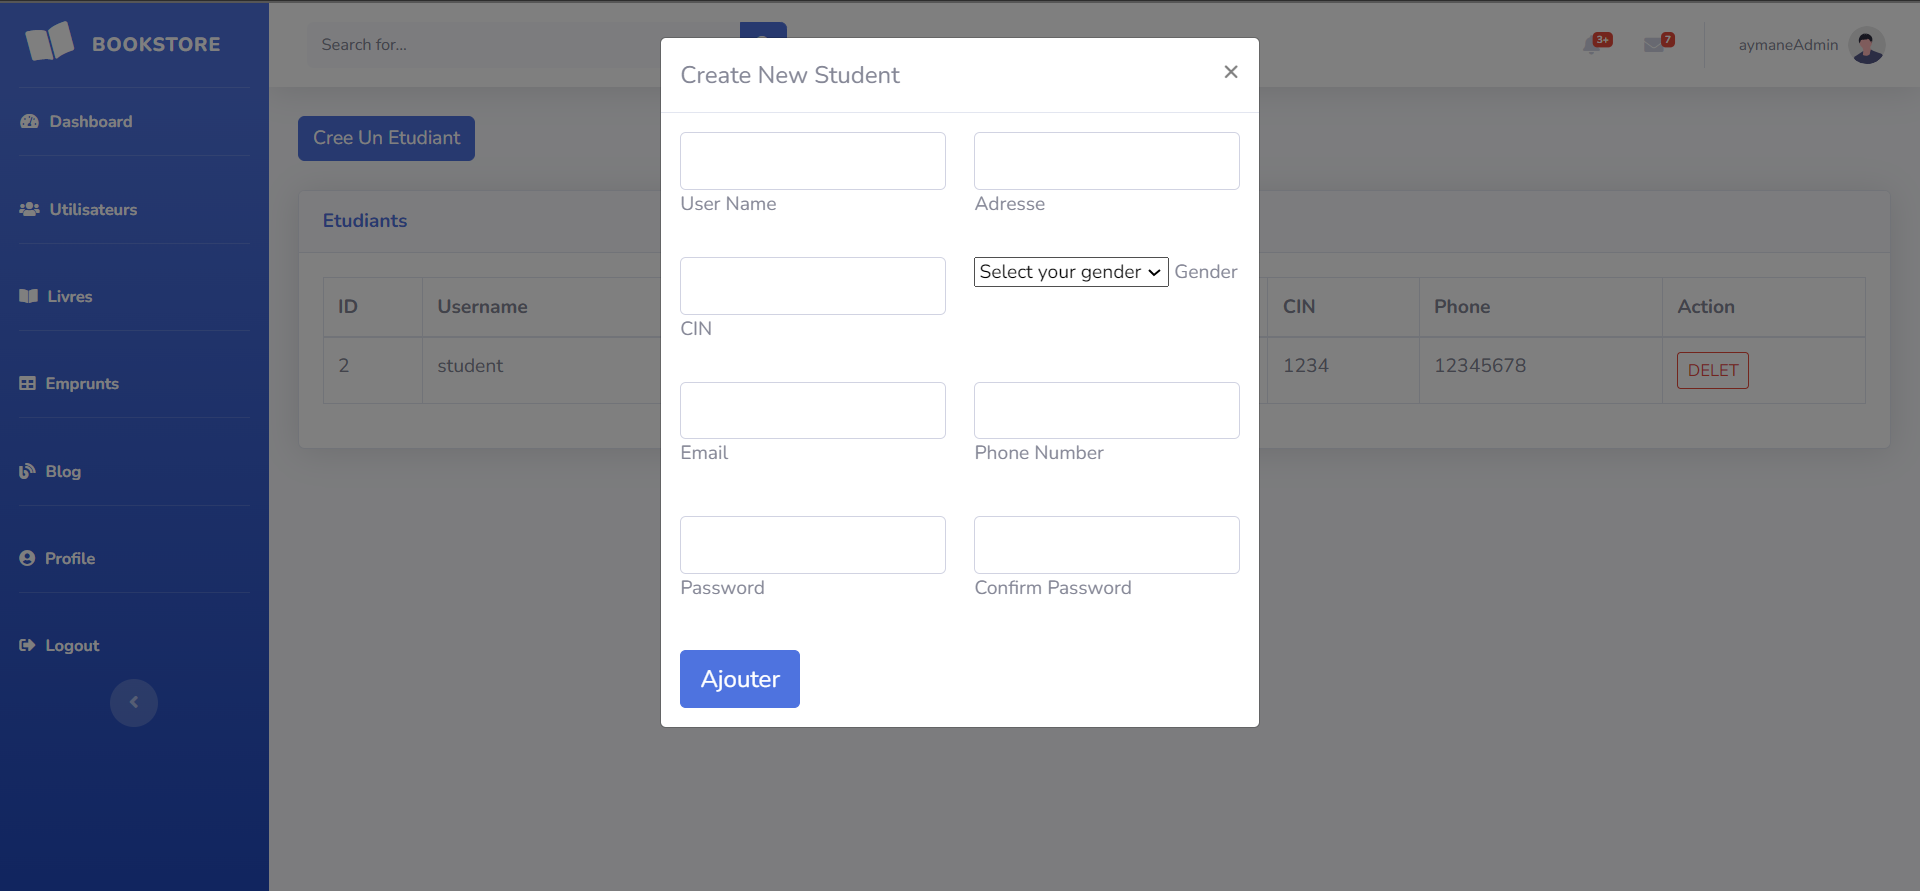 BOOKSTORE
Dashboard
Utilisateurs
Livres
Emprunts
Blog
Profile
Logout
Search for...
3+
7
aymaneAdmin
Cree Un Etudiant
Etudiants
ID Username CIN Phone Action
2 student 1234 12345678 DELET
Create New Student ×
User Name Adresse
Select your gender Gender
CIN
Email Phone Number
Password Confirm Password
Ajouter